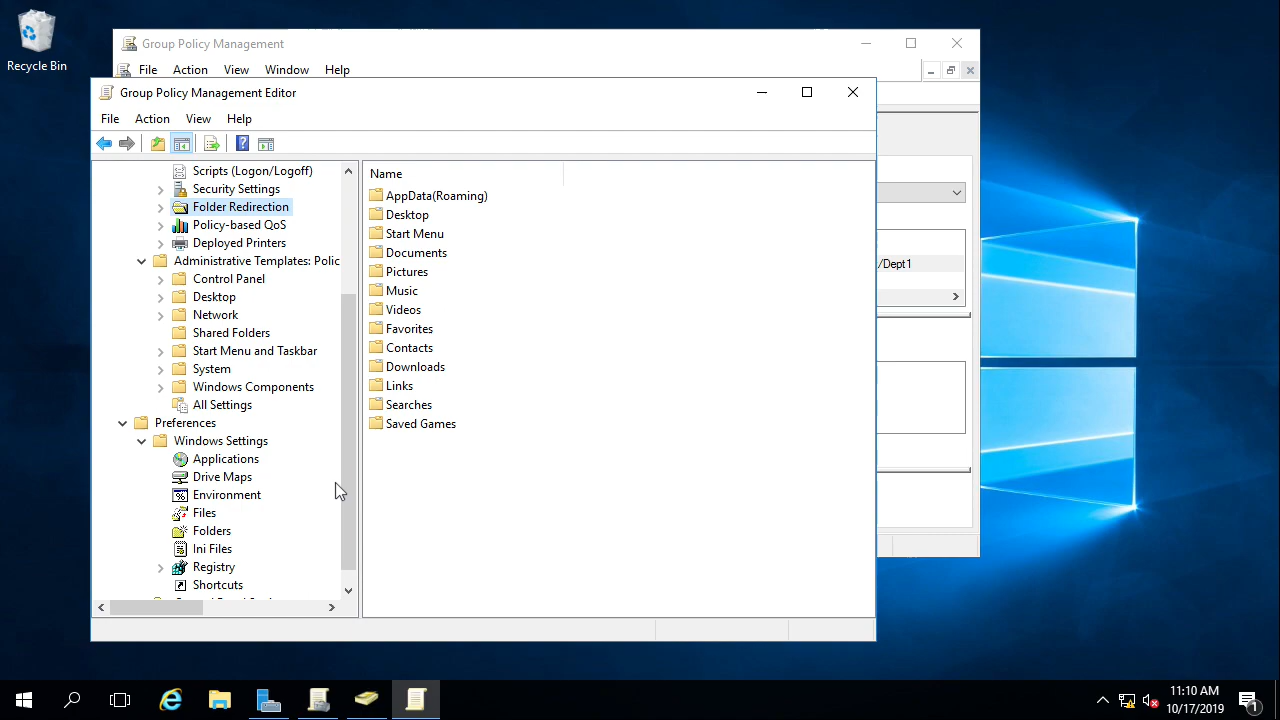 Recycle Bin
Group Policy Management
File Action View Window Help
Group Policy Management Editor
File Action View Help
Scripts (Logon/Logoff)
Security Settings
Folder Redirection
Policy-based QoS
Deployed Printers
Administrative Templates: Polic
Control Panel
Desktop
Network
Shared Folders
Start Menu and Taskbar
System
Windows Components
All Settings
Preferences
Windows Settings
Applications
Drive Maps
Environment
Files
Folders
Ini Files
Registry
Shortcuts
Name
AppData(Roaming)
Desktop
Start Menu
Documents
Pictures
Music
Videos
Favorites
Contacts
Downloads
Links
Searches
Saved Games
/Dept1
11:10 AM
10/17/2019
1